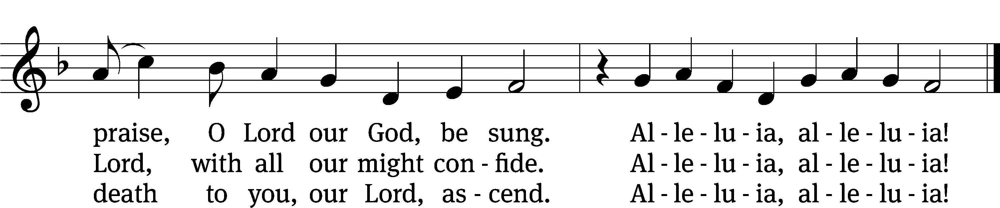 praise, O Lord our God, be sung. Al - le - lu - ia, al - le - lu - ia!
Lord, with all our might con - fide. Al - le - lu - ia, al - le - lu - ia!
death to you, our Lord, as - cend. Al - le - lu - ia, al - le - lu - ia!